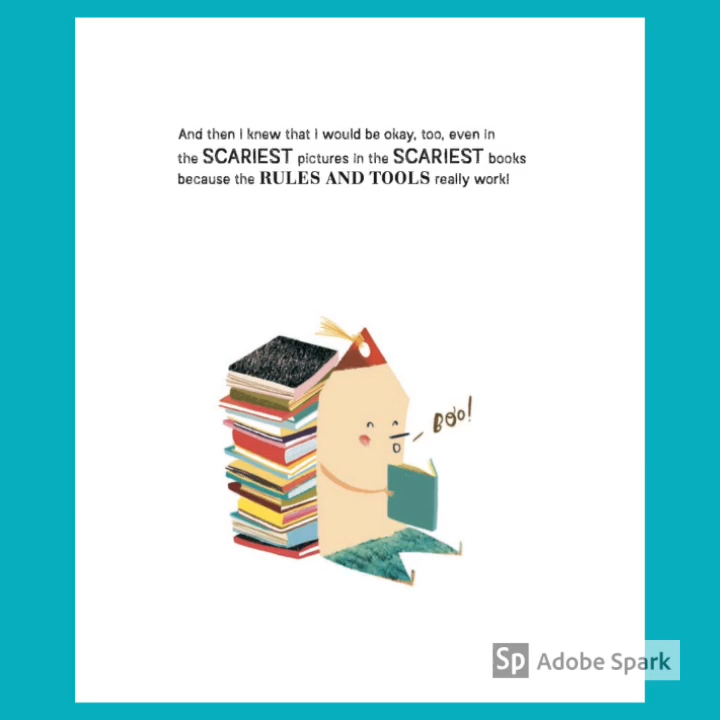 And then I knew that I would be okay, too, even in
the SCARIEST pictures in the SCARIEST books
because the RULES AND TOOLS really work!
BOO!
Sp Adobe Spark